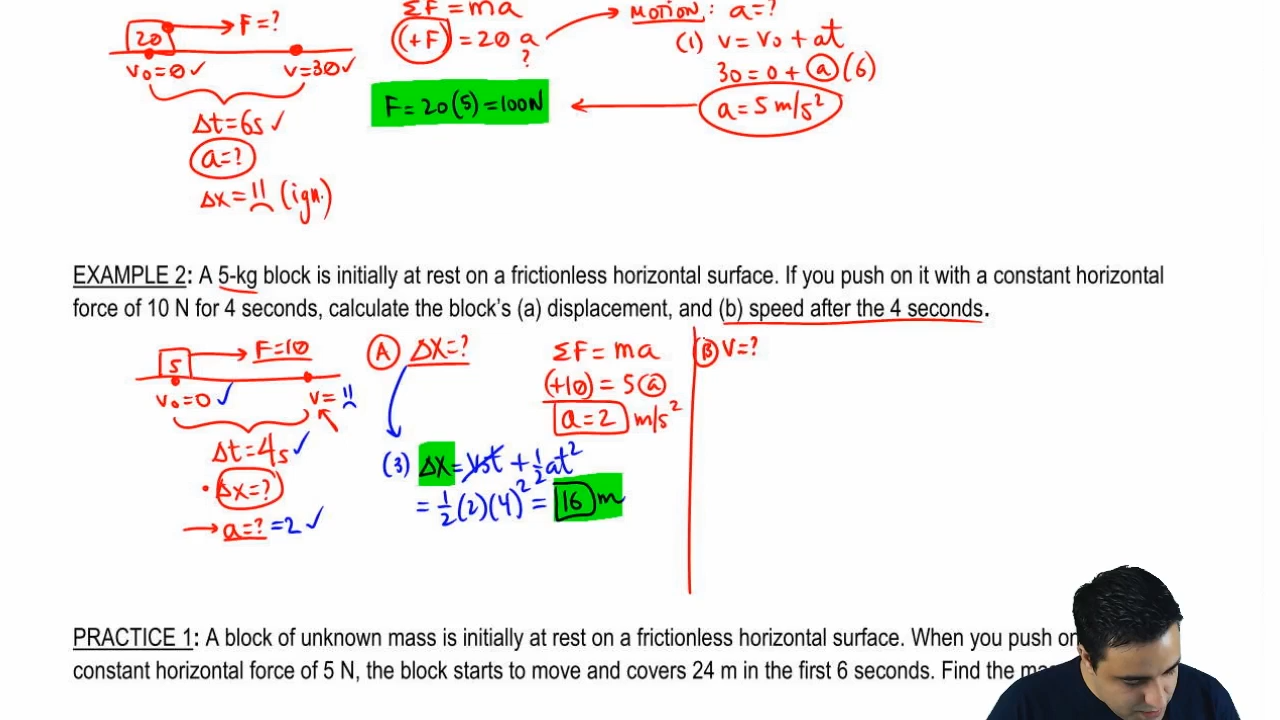 ΣF = ma
MOTION: a=?
20 F=?
(+F) = 20 a
?
(1) v = v₀ + at
v₀=0✓ v=30✓
30 = 0 + a (6)
F = 20(5) = 100N
a = 5 m/s²
Δt=6s✓
a=?
Δx= (ign.)
EXAMPLE 2: A 5-kg block is initially at rest on a frictionless horizontal surface. If you push on it with a constant horizontal
force of 10 N for 4 seconds, calculate the block's (a) displacement, and (b) speed after the 4 seconds.
5 F=10
v₀=0 ✓ v=
Δt=4s✓
Δx=?
→ a=? =2 ✓
A Δx=?
ΣF = ma
(+10) = 5a
a=2 m/s²
(3) Δx = v₀t + ½at²
= ½(2)(4)² = 16 m
B v=?
PRACTICE 1: A block of unknown mass is initially at rest on a frictionless horizontal surface. When you push on
constant horizontal force of 5 N, the block starts to move and covers 24 m in the first 6 seconds. Find the